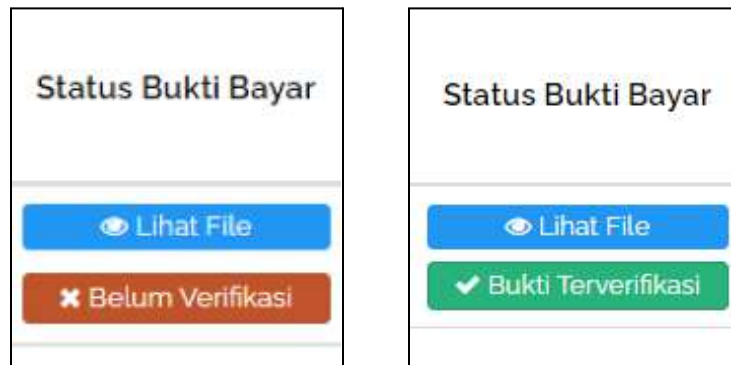 Status Bukti Bayar
Lihat File
Belum Verifikasi
Status Bukti Bayar
Lihat File
Bukti Terverifikasi